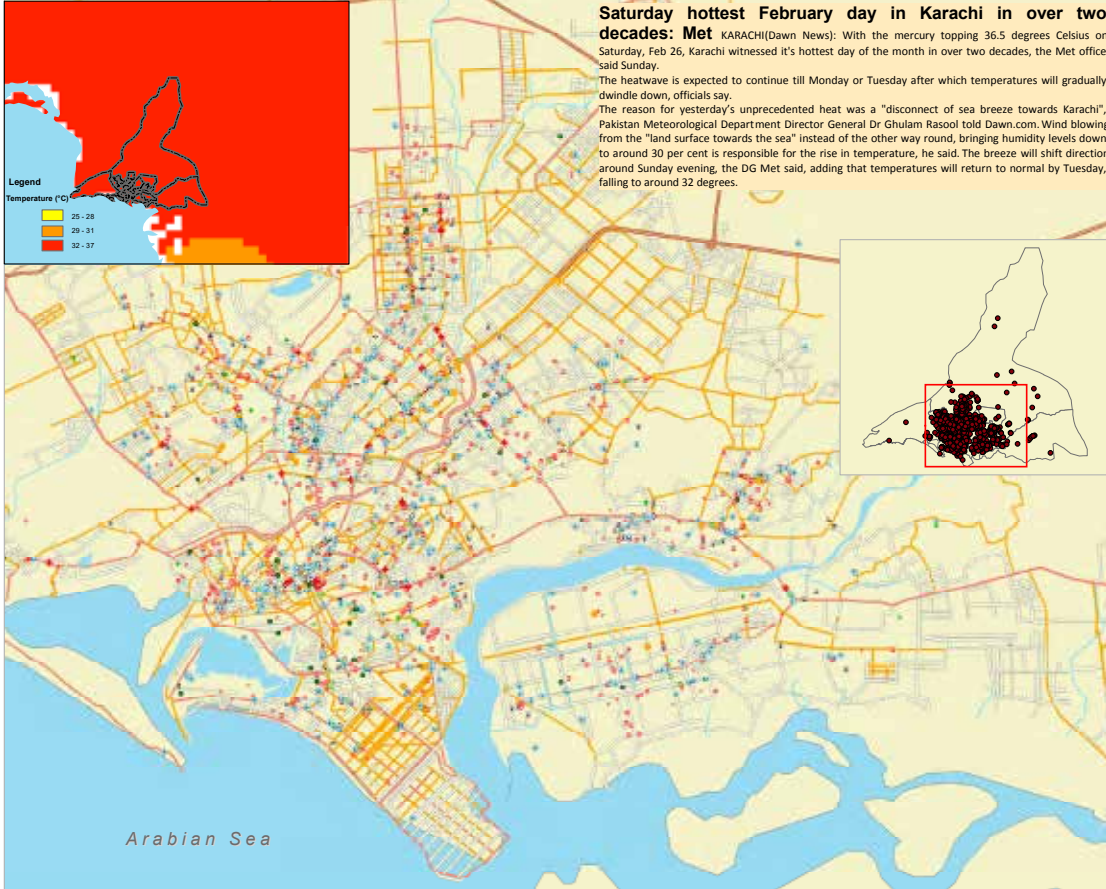 Saturday hottest February day in Karachi in over two
decades: Met KARACHI(Dawn News): With the mercury topping 36.5 degrees Celsius on
Saturday, Feb 26, Karachi witnessed it's hottest day of the month in over two decades, the Met office
said Sunday.
The heatwave is expected to continue till Monday or Tuesday after which temperatures will gradually
dwindle down, officials say.
The reason for yesterday's unprecedented heat was a "disconnect of sea breeze towards Karachi",
Pakistan Meteorological Department Director General Dr Ghulam Rasool told Dawn.com. Wind blowing
from the "land surface towards the sea" instead of the other way round, bringing humidity levels down
to around 30 per cent is responsible for the rise in temperature, he said. The breeze will shift direction
around Sunday evening, the DG Met said, adding that temperatures will return to normal by Tuesday,
falling to around 32 degrees.
Legend
Temperature (°C)
25 - 28
29 - 31
32 - 37
Arabian Sea